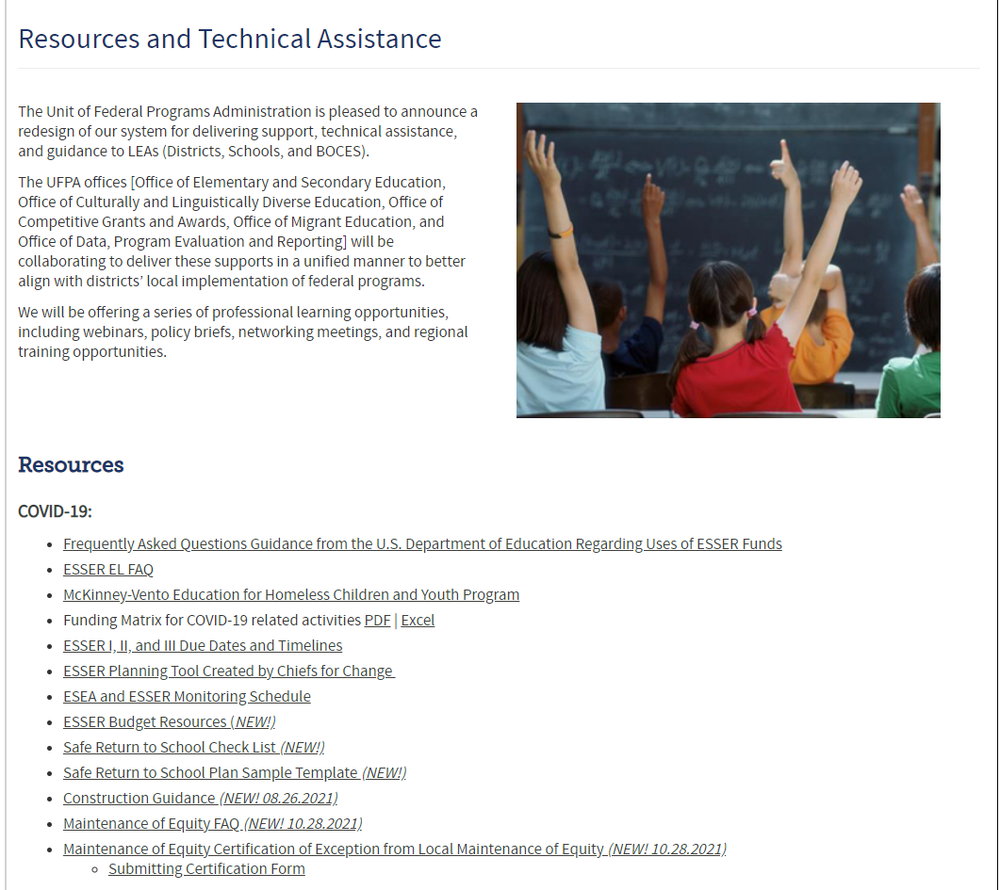 Resources and Technical Assistance
The Unit of Federal Programs Administration is pleased to announce a
redesign of our system for delivering support, technical assistance,
and guidance to LEAs (Districts, Schools, and BOCES).
The UFPA offices [Office of Elementary and Secondary Education,
Office of Culturally and Linguistically Diverse Education, Office of
Competitive Grants and Awards, Office of Migrant Education, and
Office of Data, Program Evaluation and Reporting] will be
collaborating to deliver these supports in a unified manner to better
align with districts’ local implementation of federal programs.
We will be offering a series of professional learning opportunities,
including webinars, policy briefs, networking meetings, and regional
training opportunities.
Resources
COVID-19:
• Frequently Asked Questions Guidance from the U.S. Department of Education Regarding Uses of ESSER Funds
• ESSER EL FAQ
• McKinney-Vento Education for Homeless Children and Youth Program
• Funding Matrix for COVID-19 related activities PDF | Excel
• ESSER I, II, and III Due Dates and Timelines
• ESSER Planning Tool Created by Chiefs for Change
• ESEA and ESSER Monitoring Schedule
• ESSER Budget Resources (NEW!)
• Safe Return to School Check List (NEW!)
• Safe Return to School Plan Sample Template (NEW!)
• Construction Guidance (NEW! 08.26.2021)
• Maintenance of Equity FAQ (NEW! 10.28.2021)
• Maintenance of Equity Certification of Exception from Local Maintenance of Equity (NEW! 10.28.2021)
◦ Submitting Certification Form